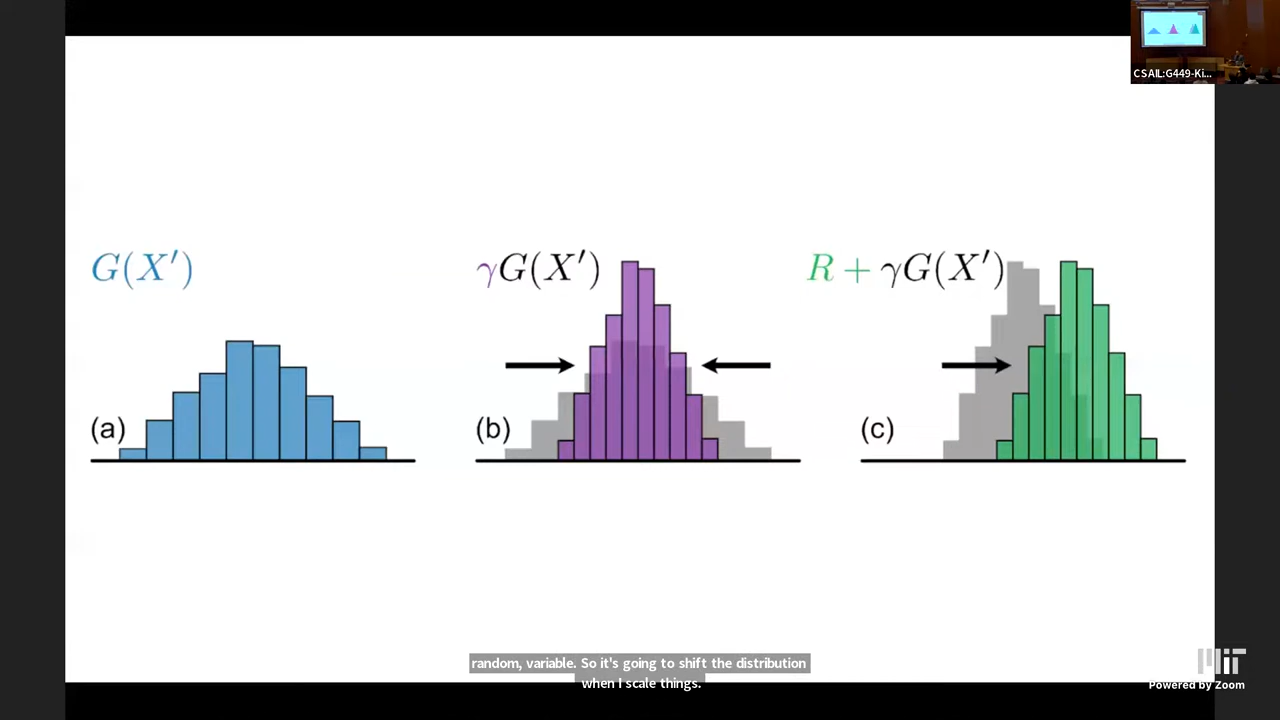 CSAIL:G449-Ki...
G(X′)
γG(X′)
R + γG(X′)
(a)
(b)
(c)
random, variable. So it's going to shift the distribution
when I scale things.
MIT
Powered by Zoom